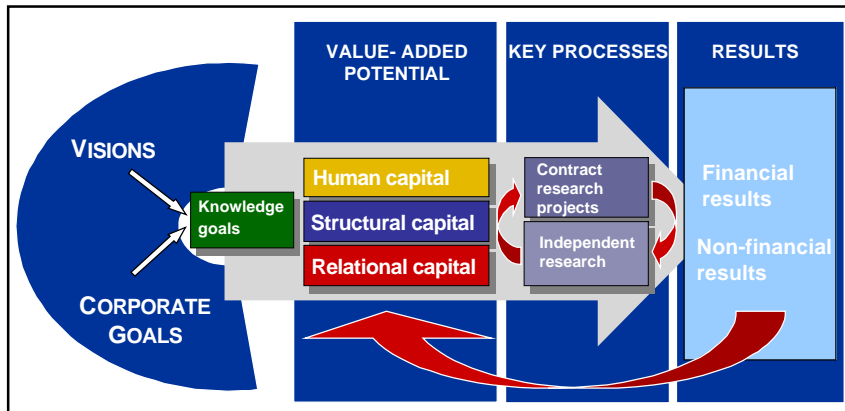 VALUE- ADDED
POTENTIAL
KEY PROCESSES
RESULTS
VISIONS
Knowledge
goals
CORPORATE
GOALS
Human capital
Structural capital
Relational capital
Contract
research
projects
Independent
research
Financial
results
Non-financial
results